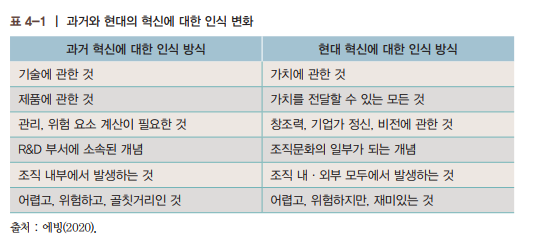 표 4-1 | 과거와 현대의 혁신에 대한 인식 변화
과거 혁신에 대한 인식 방식 현대 혁신에 대한 인식 방식
기술에 관한 것 가치에 관한 것
제품에 관한 것 가치를 전달할 수 있는 모든 것
관리, 위험 요소 계산이 필요한 것 창조력, 기업가 정신, 비전에 관한 것
R&D 부서에 소속된 개념 조직문화의 일부가 되는 개념
조직 내부에서 발생하는 것 조직 내 · 외부 모두에서 발생하는 것
어렵고, 위험하고, 골칫거리인 것 어렵고, 위험하지만, 재미있는 것
출처 : 에빙(2020).